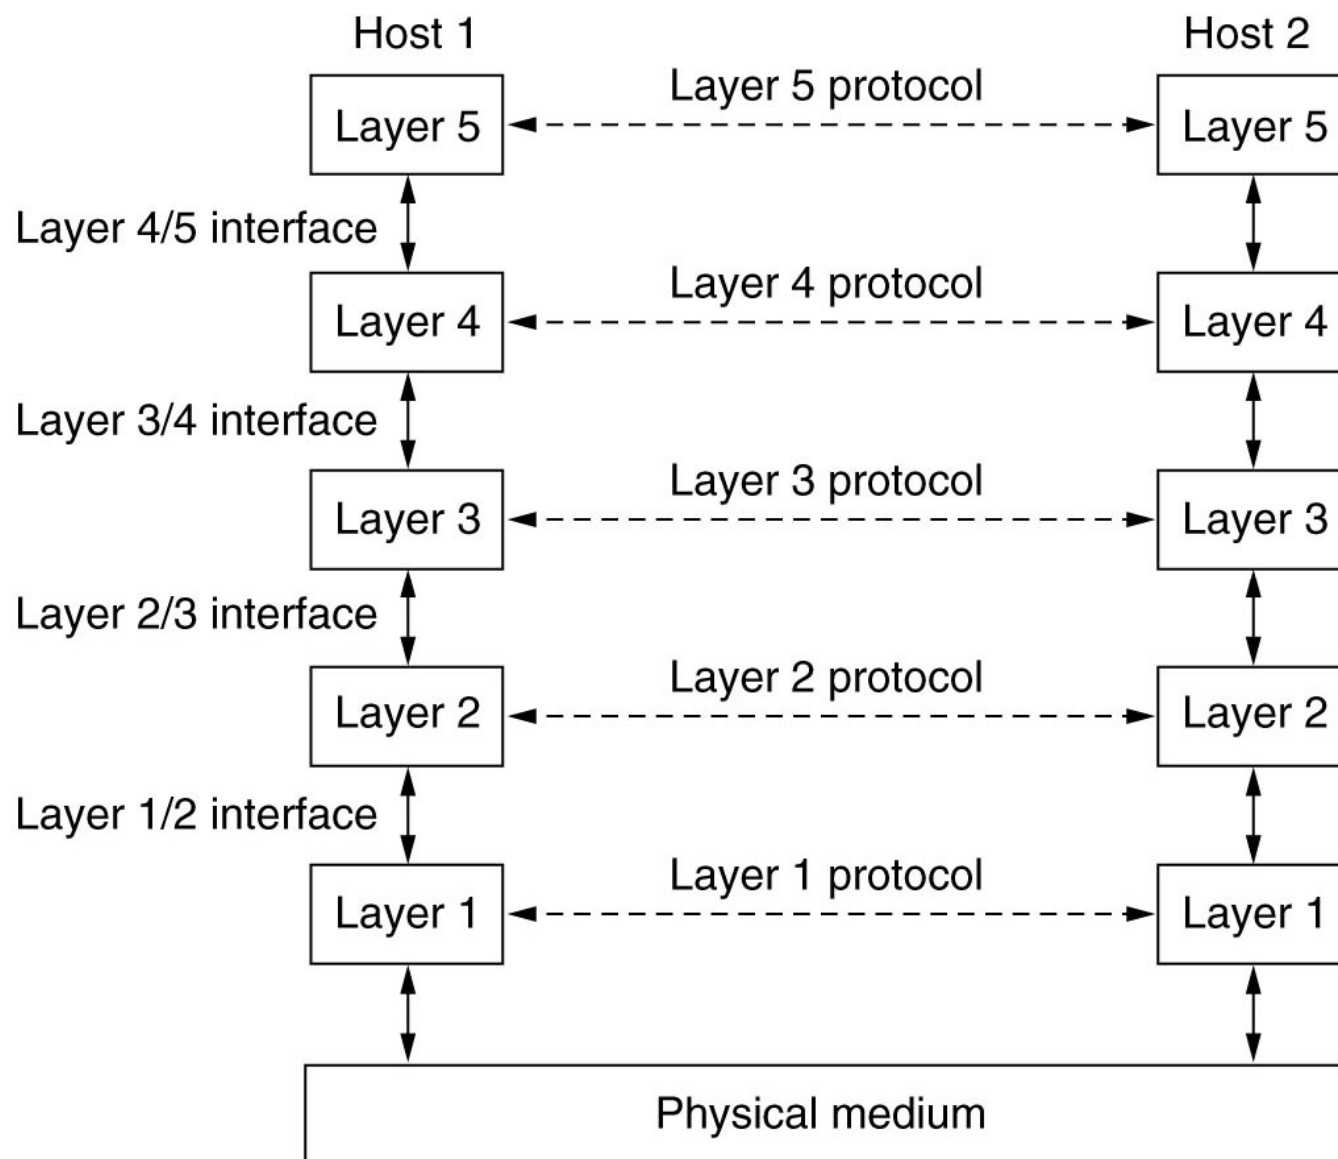 Host 1
Host 2
Layer 5 protocol
Layer 5
Layer 5
Layer 4/5 interface
Layer 4 protocol
Layer 4
Layer 4
Layer 3/4 interface
Layer 3 protocol
Layer 3
Layer 3
Layer 2/3 interface
Layer 2 protocol
Layer 2
Layer 2
Layer 1/2 interface
Layer 1 protocol
Layer 1
Layer 1
Physical medium